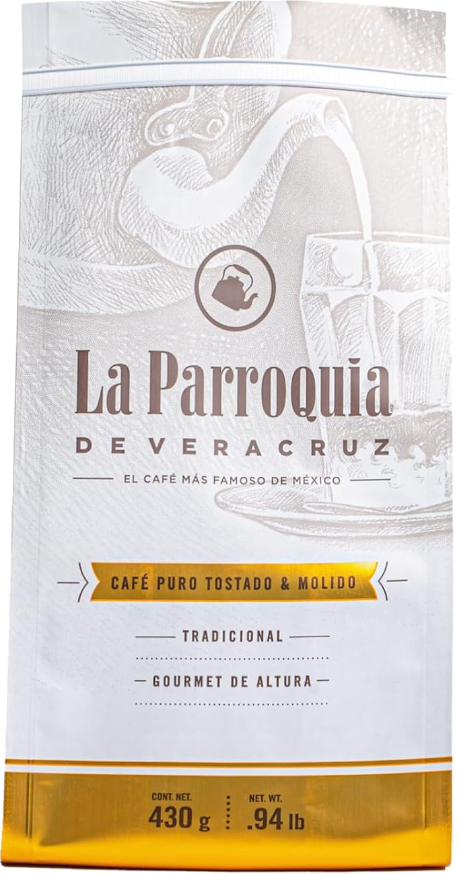 La Parroquia
DE VERACRUZ
EL CAFÉ MÁS FAMOSO DE MÉXICO
CAFÉ PURO TOSTADO & MOLIDO
TRADICIONAL
GOURMET DE ALTURA
CONT. NET. NET. WT.
430 g .94 lb